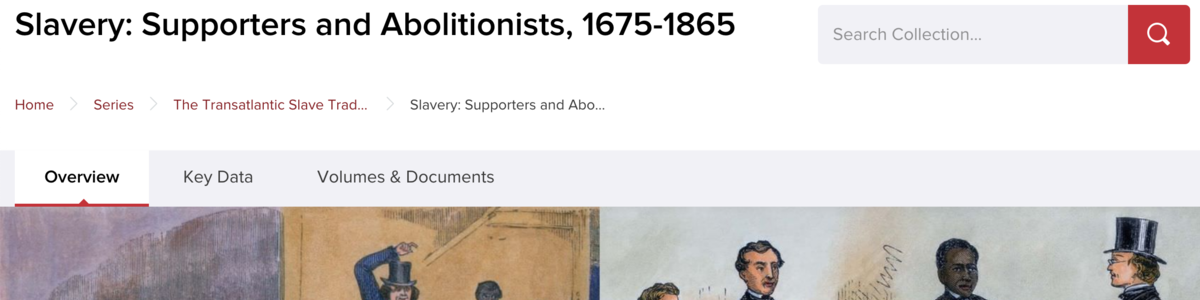 Slavery: Supporters and Abolitionists, 1675-1865
Search Collection...
Home Series The Transatlantic Slave Trad... Slavery: Supporters and Abo...
Overview Key Data Volumes & Documents